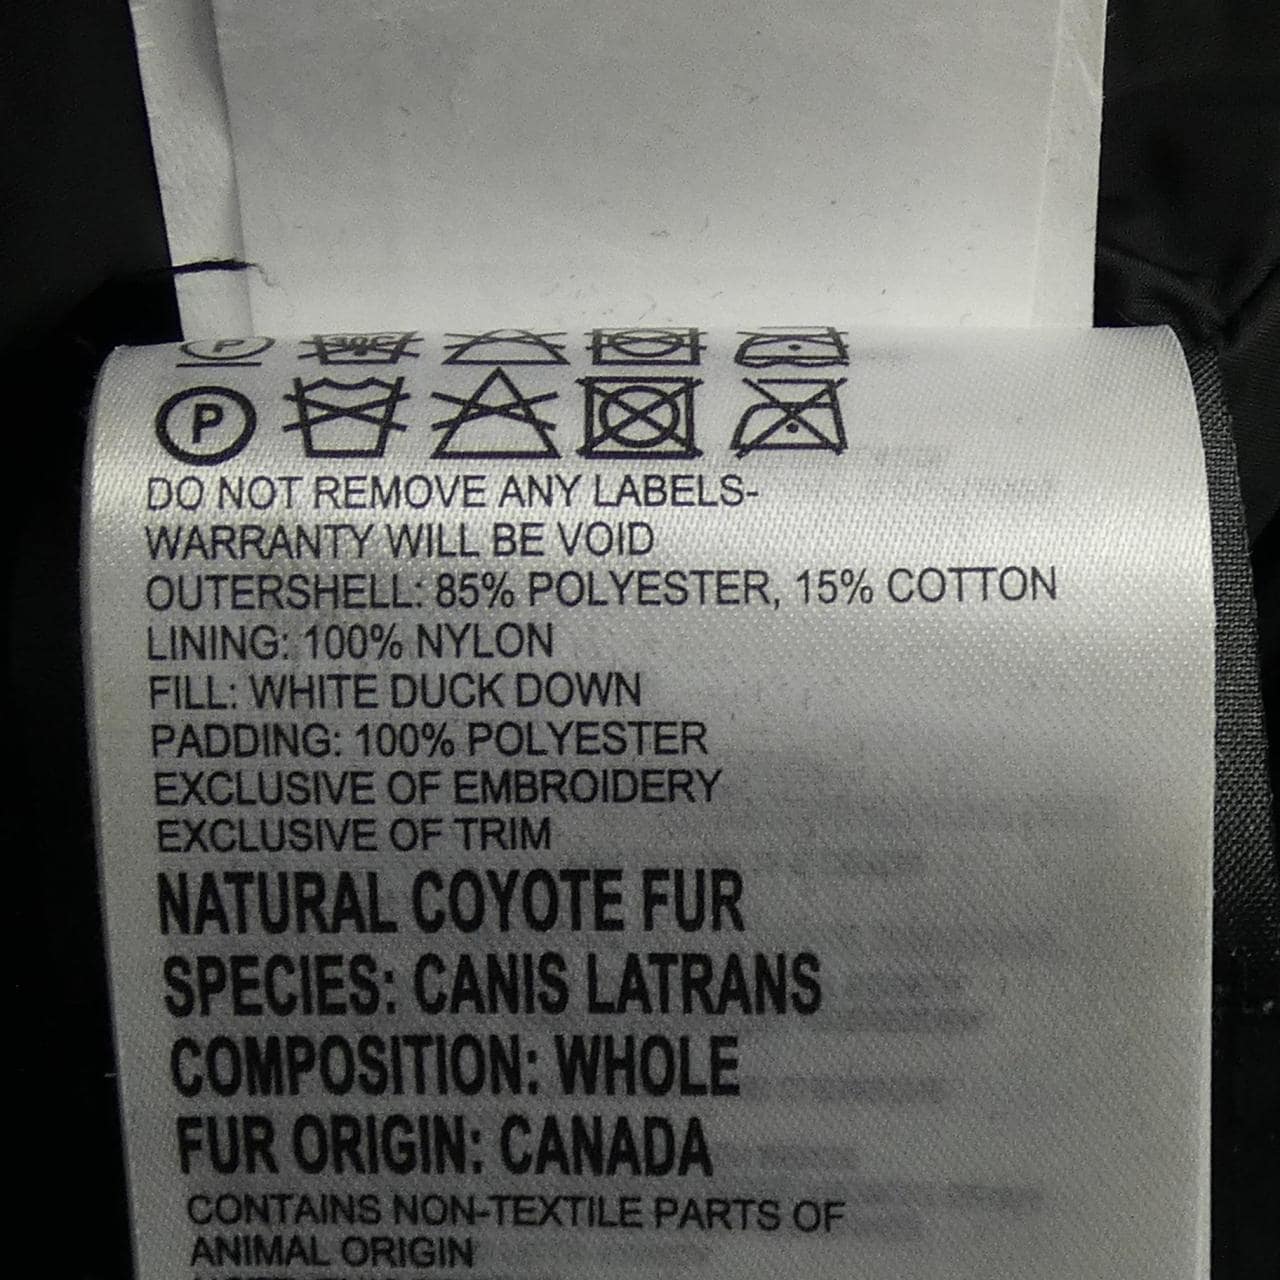 P
30C
P
DO NOT REMOVE ANY LABELS-
WARRANTY WILL BE VOID
OUTERSHELL: 85% POLYESTER, 15% COTTON
LINING: 100% NYLON
FILL: WHITE DUCK DOWN
PADDING: 100% POLYESTER
EXCLUSIVE OF EMBROIDERY
EXCLUSIVE OF TRIM
NATURAL COYOTE FUR
SPECIES: CANIS LATRANS
COMPOSITION: WHOLE
FUR ORIGIN: CANADA
CONTAINS NON-TEXTILE PARTS OF
ANIMAL ORIGIN